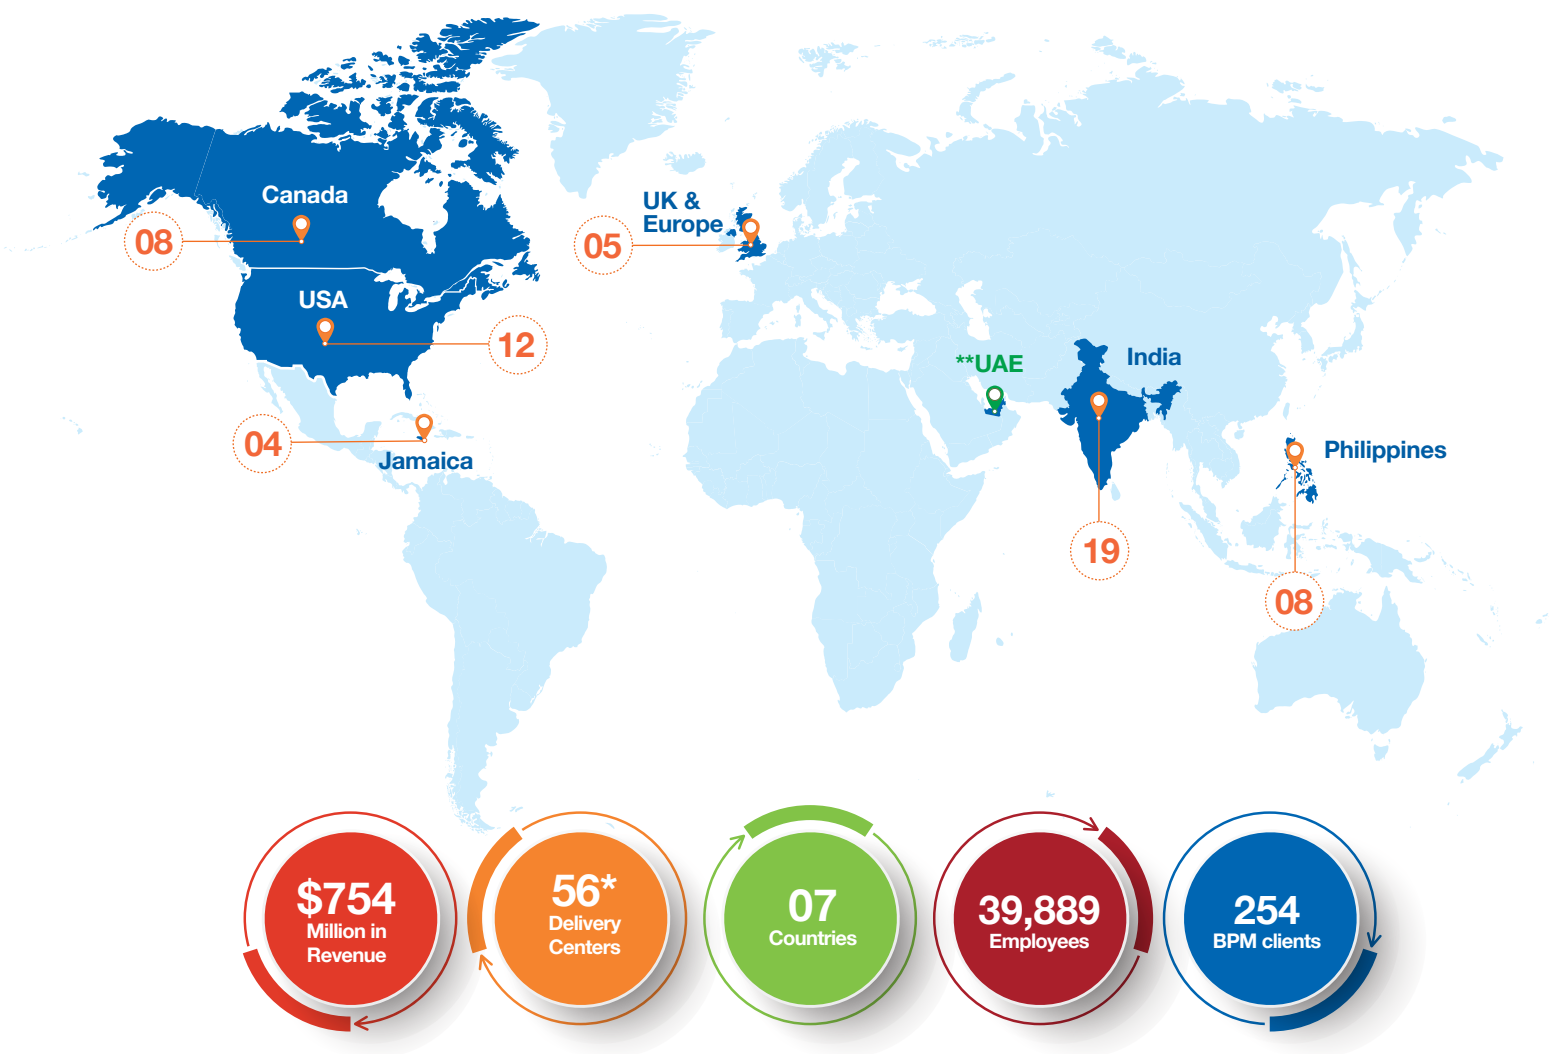 Canada
08
UK &
Europe
05
USA
12
**UAE
India
04
Jamaica
Philippines
19
08
$754
Million in
Revenue
56*
Delivery
Centers
07
Countries
39,889
Employees
254
BPM clients